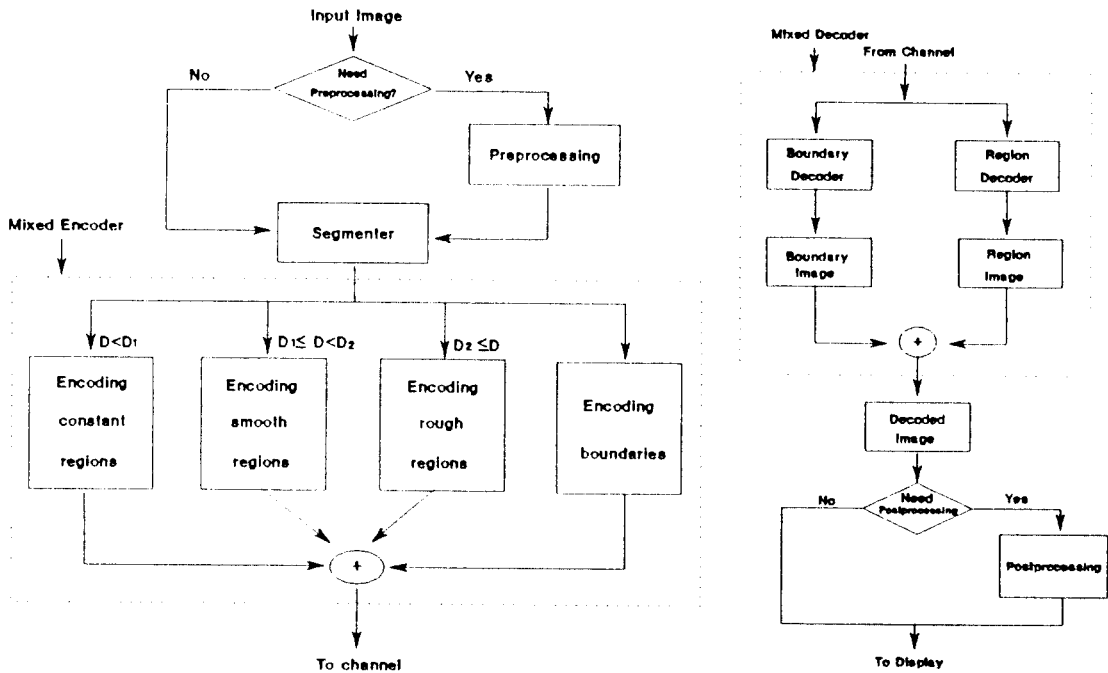 Input Image
Need
Preprocessing?
No
Yes
Preprocessing
Segmenter
Mixed Encoder
D<D1
D1≤ D<D2
D2 ≤D
Encoding
constant
regions
Encoding
smooth
regions
Encoding
rough
regions
Encoding
boundaries
+
To channel
Mixed Decoder
From Channel
Boundary
Decoder
Region
Decoder
Boundary
Image
Region
Image
+
Decoded
Image
Need
Postprocessing
No
Yes
Postprocessing
To Display